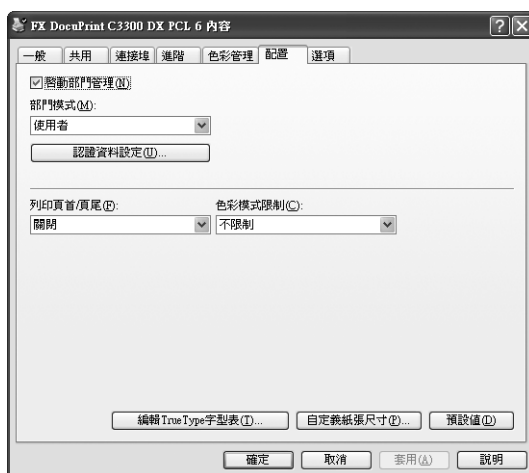 FX DocuPrint C3300 DX PCL 6 內容
一般 共用 連接埠 進階 色彩管理 配置 選項
啓動部門管理(N)
部門模式(M):
使用者
認證資料設定(U)...
列印頁首/頁尾(F): 色彩模式限制(C):
關閉 不限制
編輯TrueType字型表(T)... 自定義紙張尺寸(P)... 預設值(D)
確定 取消 套用(A) 說明